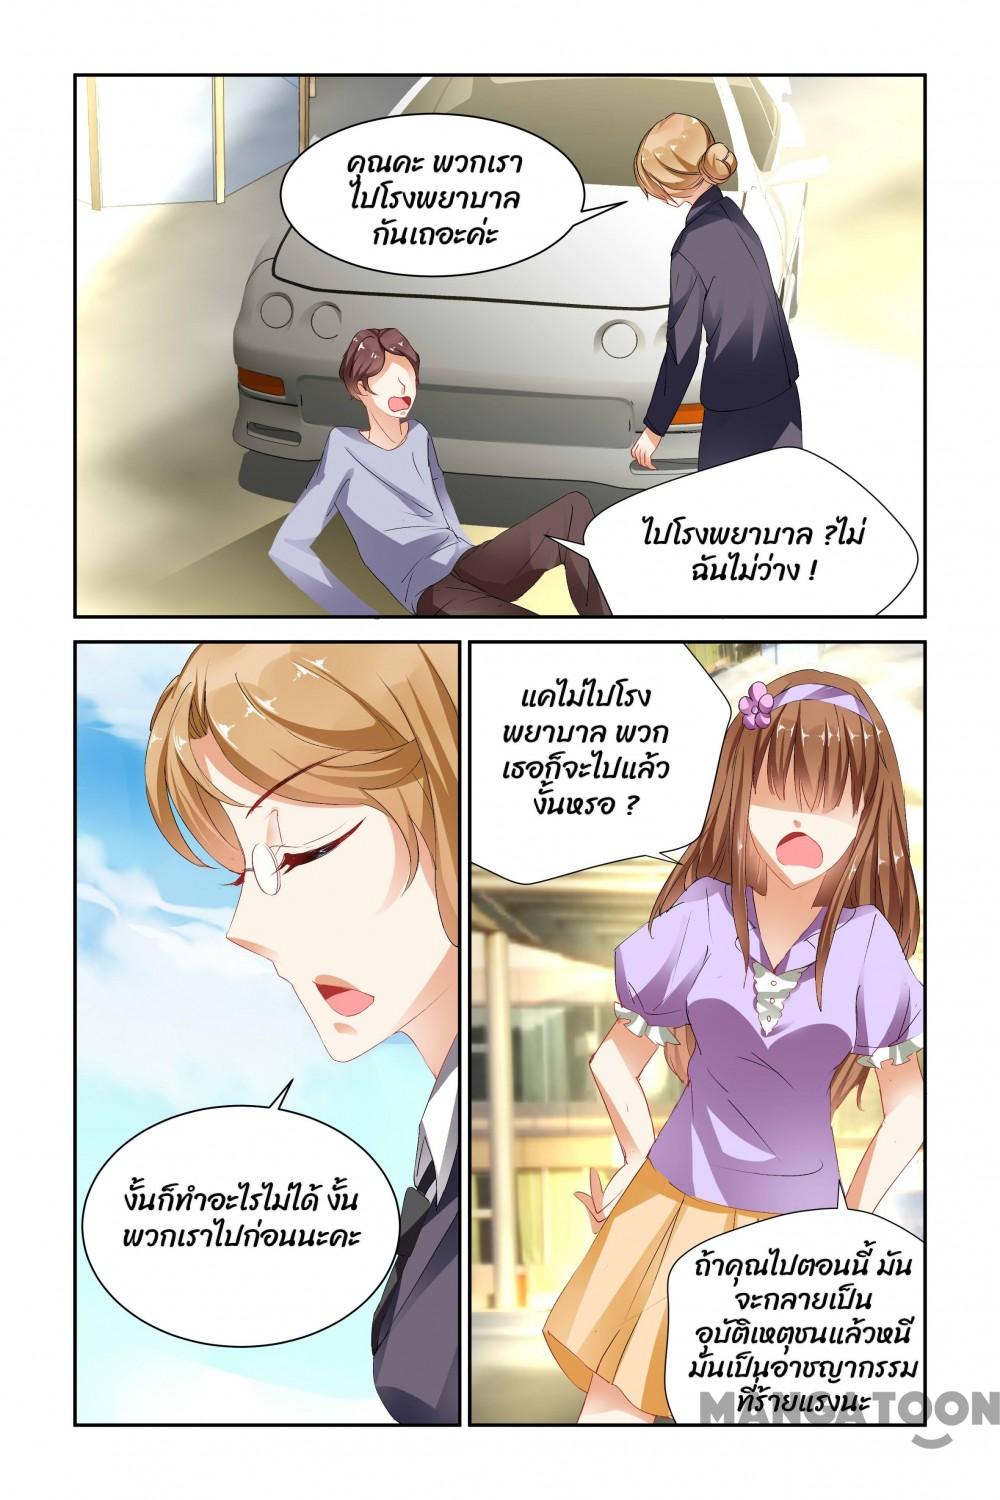 คุณคะ พวกเรา
ไปโรงพยาบาล
กันเถอะค่ะ
ไปโรงพยาบาล ?ไม่
ฉันไม่ว่าง !
แคไม่ไปโรง
พยาบาล พวก
เธอก็จะไปแล้ว
งั้นหรอ ?
งั้นก็ทำอะไรไม่ได้ งั้น
พวกเราไปก่อนนะคะ
ถ้าคุณไปตอนนี้ มัน
จะกลายเป็น
อุบัติเหตุชนแล้วหนี
มันเป็นอาชญากรรม
ที่ร้ายแรงนะ
MANGATOON